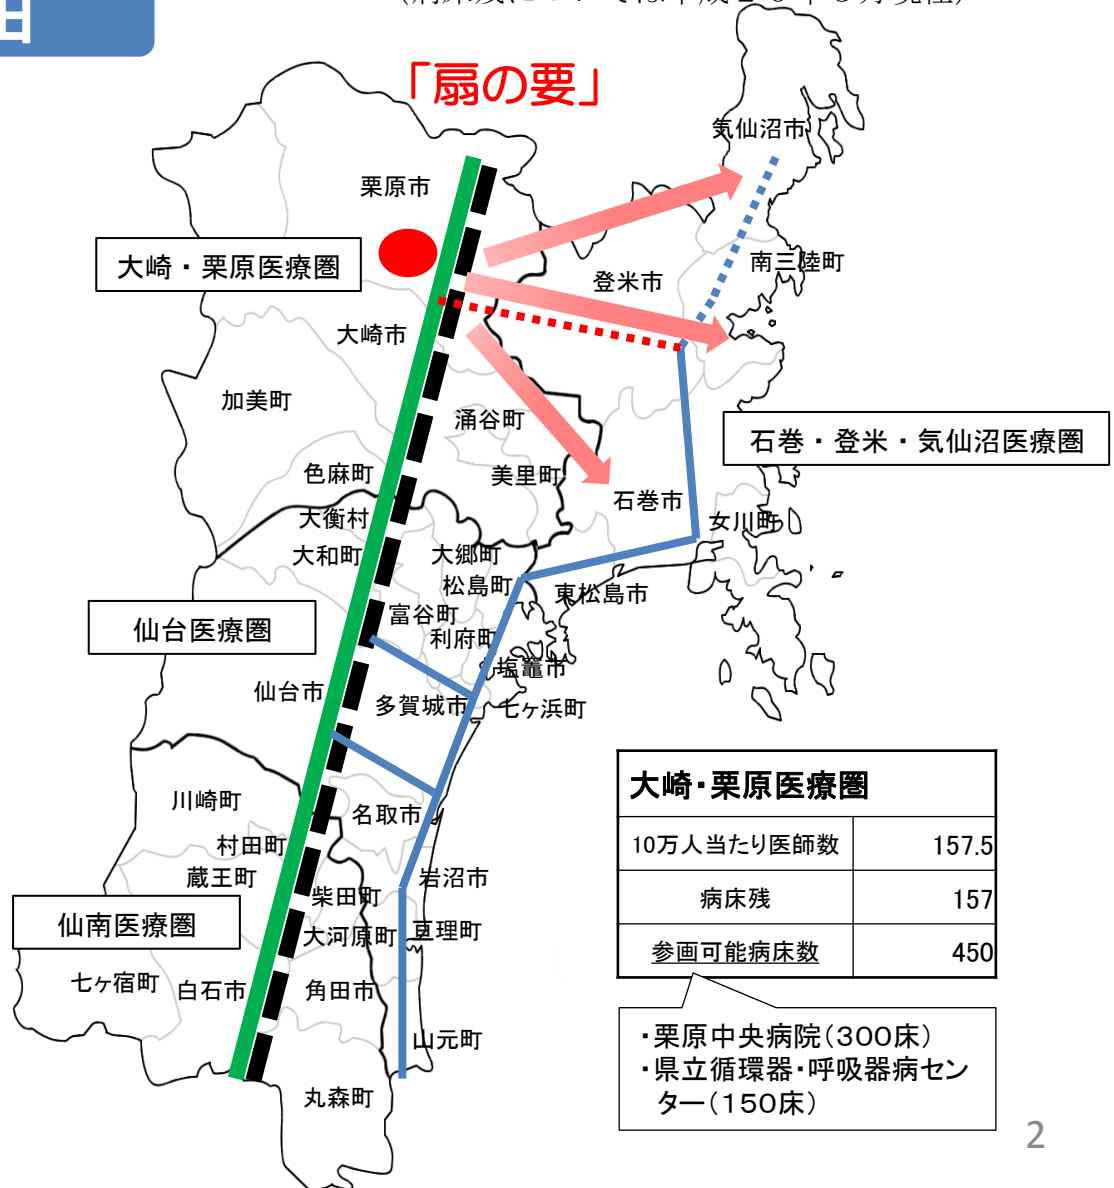 「扇の要」
気仙沼市
栗原市
大崎・栗原医療圏
南三陸町
登米市
大崎市
加美町
涌谷町
石巻・登米・気仙沼医療圏
色麻町
美里町
石巻市
大衡村
女川町
大和町
大郷町
松島町
東松島市
富谷町
仙台医療圏
利府町
塩竈市
仙台市
多賀城市
七ヶ浜町
川崎町
名取市
村田町
蔵王町
岩沼市
柴田町
仙南医療圏
大河原町
亘理町
七ヶ宿町
白石市
角田市
山元町
丸森町
大崎・栗原医療圏
10万人当たり医師数 157.5
病床残 157
参画可能病床数 450
・栗原中央病院（300床）
・県立循環器・呼吸器病セン
ター（150床）
2